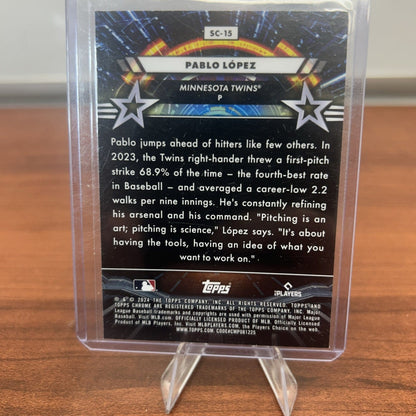 SC-15
PABLO LÓPEZ
MINNESOTA TWINS®
P
Pablo jumps ahead of hitters like few others. In
2023, the Twins right-hander threw a first-pitch
strike 68.9% of the time – the fourth-best rate
in Baseball – and averaged a career-low 2.2
walks per nine innings. He's constantly refining
his arsenal and his command. "Pitching is an
art; pitching is science," López says. "It's about
having the tools, having an idea of what you
want to work on."
Topps
PLAYERS
® & © 2024 THE TOPPS COMPANY, INC. ALL RIGHTS RESERVED. TOPPS AND
TOPPS CHROME ARE REGISTERED TRADEMARKS OF THE TOPPS COMPANY, INC. Major
League Baseball trademarks and copyrights are used with permission of Major League
Baseball. Visit MLB.com. OFFICIALLY LICENSED PRODUCT OF MAJOR LEAGUE BASEBALL.
Official Licensed Product of MLB Players, Inc. Visit MLBPLAYERS.com, the Players Choice on the web.
WWW.TOPPS.COM CODE#CMP061225